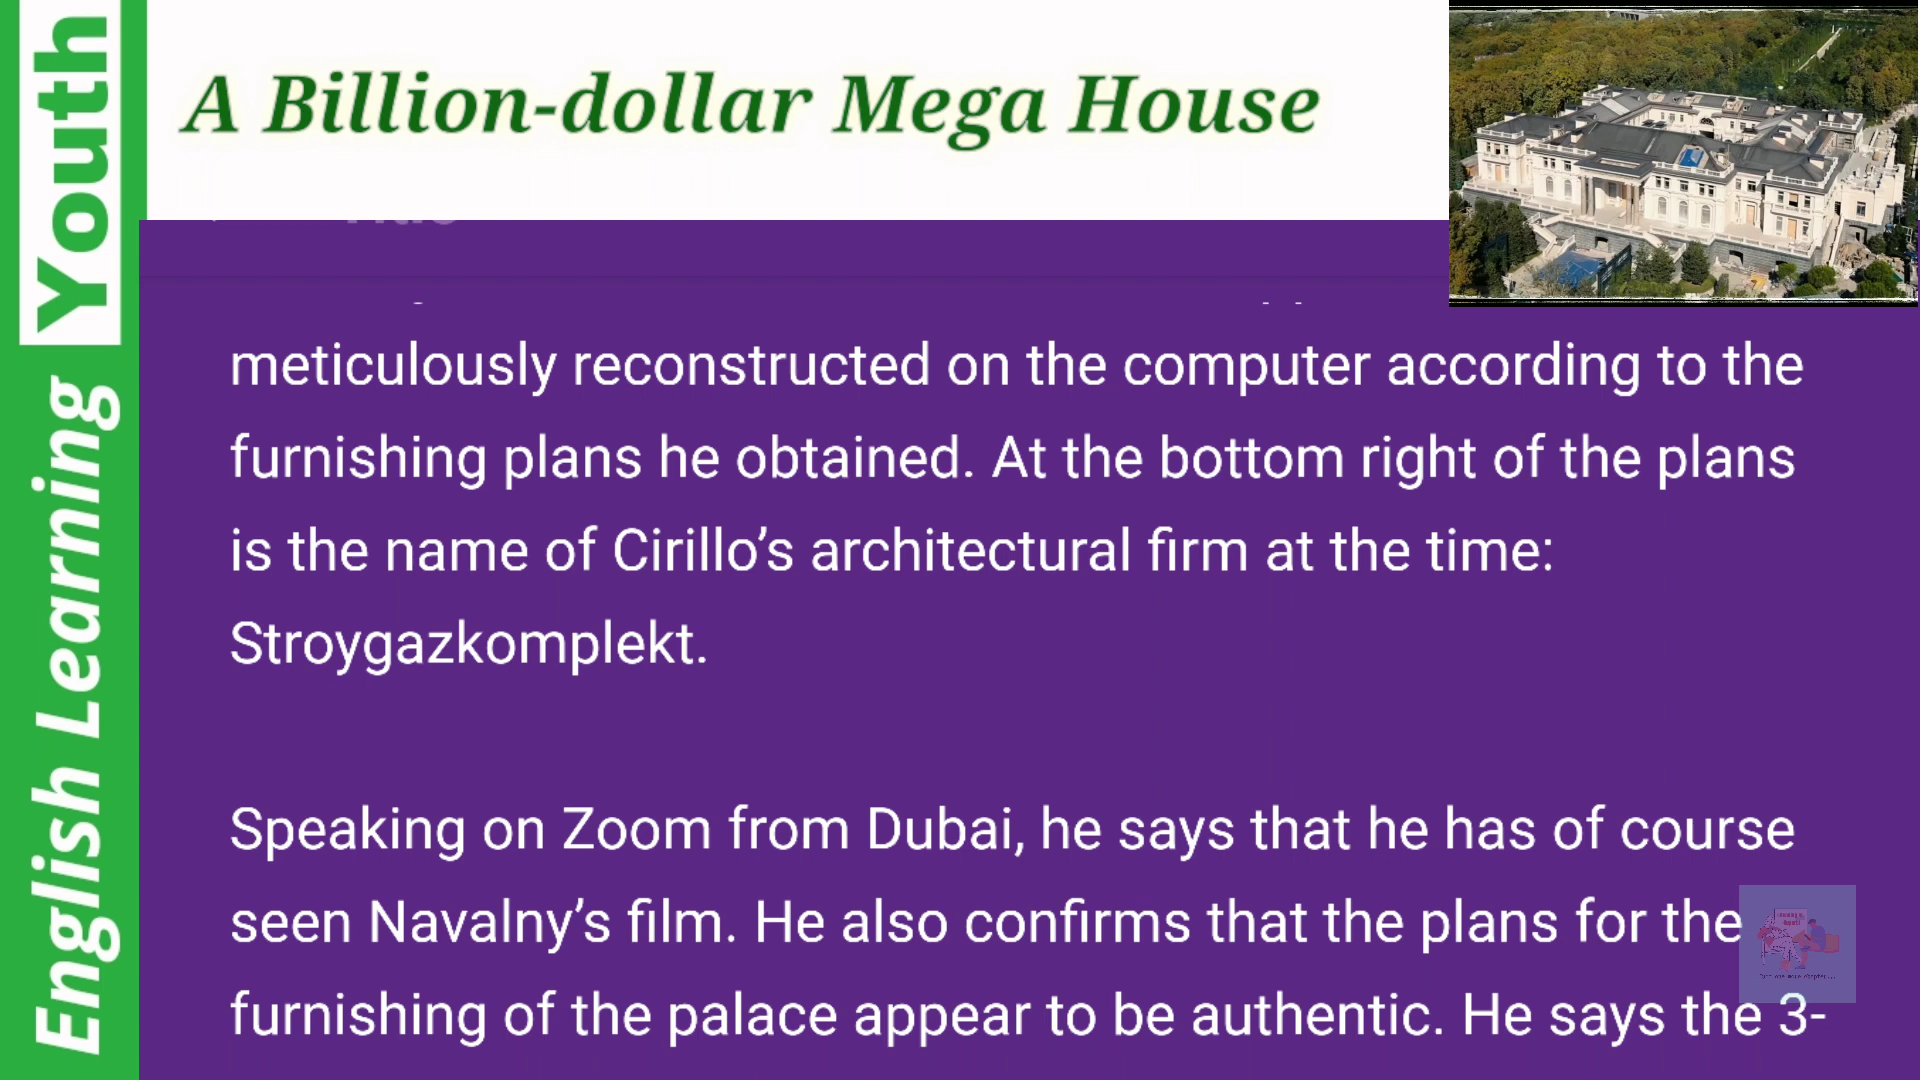 English Learning Youth
A Billion-dollar Mega House
meticulously reconstructed on the computer according to the
furnishing plans he obtained. At the bottom right of the plans
is the name of Cirillo’s architectural firm at the time:
Stroygazkomplekt.
Speaking on Zoom from Dubai, he says that he has of course
seen Navalny’s film. He also confirms that the plans for the
furnishing of the palace appear to be authentic. He says the 3-